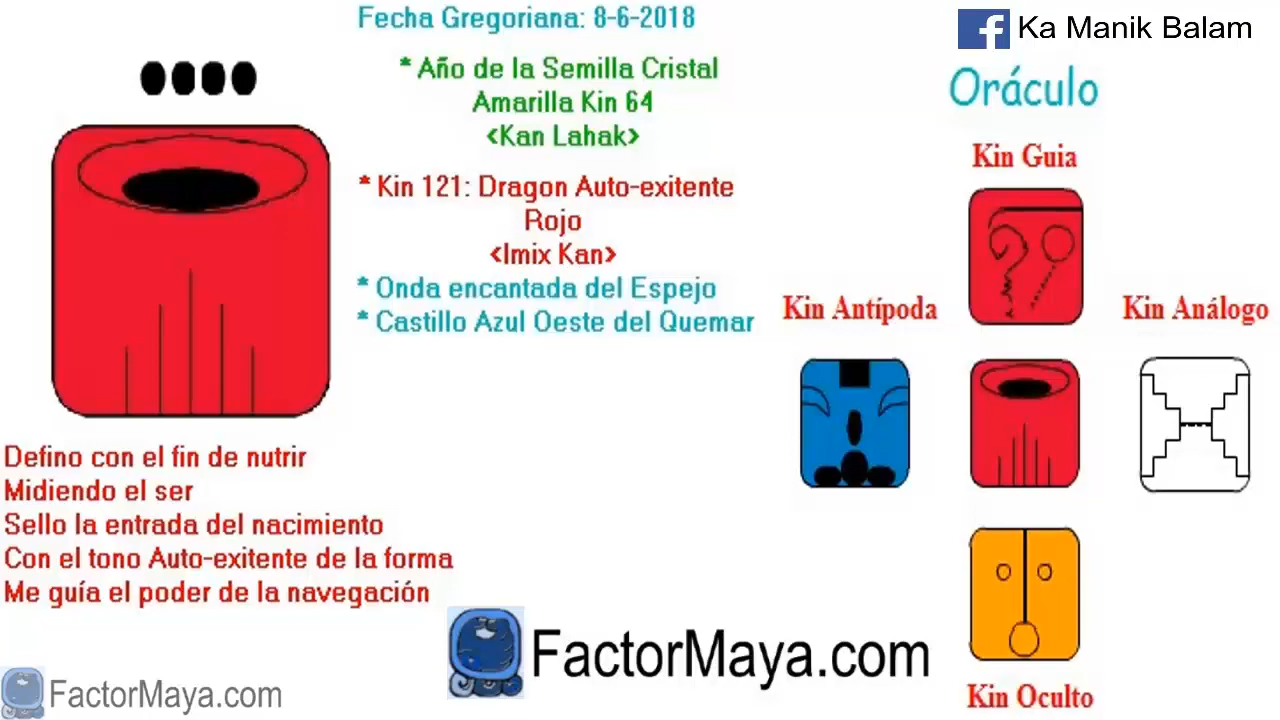 Fecha Gregoriana: 8-6-2018
* Año de la Semilla Cristal
Amarilla Kin 64
<Kan Lahak>
* Kin 121: Dragon Auto-exitente
Rojo
<Imix Kan>
* Onda encantada del Espejo
* Castillo Azul Oeste del Quemar
Defino con el fin de nutrir
Midiendo el ser
Sello la entrada del nacimiento
Con el tono Auto-exitente de la forma
Me guía el poder de la navegación
f Ka Manik Balam
Oráculo
Kin Guia
Kin Antípoda
Kin Análogo
Kin Oculto
FactorMaya.com
FactorMaya.com